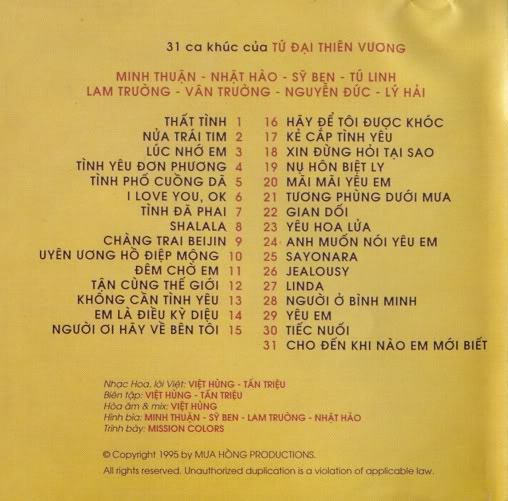 31 ca khúc của TỨ ĐẠI THIÊN VƯƠNG
MINH THUẬN - NHẬT HÀO - SỸ BEN - TÚ LINH
LAM TRƯỜNG - VÂN TRƯỜNG - NGUYỄN ĐỨC - LÝ HẢI
THẤT TÌNH 1
NỬA TRÁI TIM 2
LÚC NHỚ EM 3
TÌNH YÊU ĐƠN PHƯƠNG 4
TÌNH PHỐ CUỒNG DÃ 5
I LOVE YOU, OK 6
TÌNH ĐÃ PHAI 7
SHALALA 8
CHÀNG TRAI BEIJIN 9
UYÊN ƯƠNG HỒ ĐIỆP MỘNG 10
ĐÊM CHỜ EM 11
TẬN CÙNG THẾ GIỚI 12
KHÔNG CẦN TÌNH YÊU 13
EM LÀ ĐIỀU KỲ DIỆU 14
NGƯỜI ƠI HÃY VỀ BÊN TÔI 15
16 HÃY ĐỂ TÔI ĐƯỢC KHÓC
17 KẺ CẮP TÌNH YÊU
18 XIN ĐỪNG HỎI TẠI SAO
19 NỤ HÔN BIỆT LY
20 MÃI MÃI YÊU EM
21 TƯƠNG PHÙNG DƯỚI MƯA
22 GIAN DỐI
23 YÊU HOA LỬA
24 ANH MUỐN NÓI YÊU EM
25 SAYONARA
26 JEALOUSY
27 LINDA
28 NGƯỜI Ở BÌNH MINH
29 YÊU EM
30 TIẾC NUỐI
31 CHO ĐẾN KHI NÀO EM MỚI BIẾT
Nhạc Hoa, lời Việt: VIỆT HÙNG - TẤN TRIỆU
Biên tập: VIỆT HÙNG - TẤN TRIỆU
Hòa âm & mix: VIỆT HÙNG
Hình bìa: MINH THUẬN - SỸ BEN - LAM TRƯỜNG - NHẬT HÀO
Trình bày: MISSION COLORS
© Copyright 1995 by MƯA HỒNG PRODUCTIONS.
All rights reserved. Unauthorized duplication is a violation of applicable law.